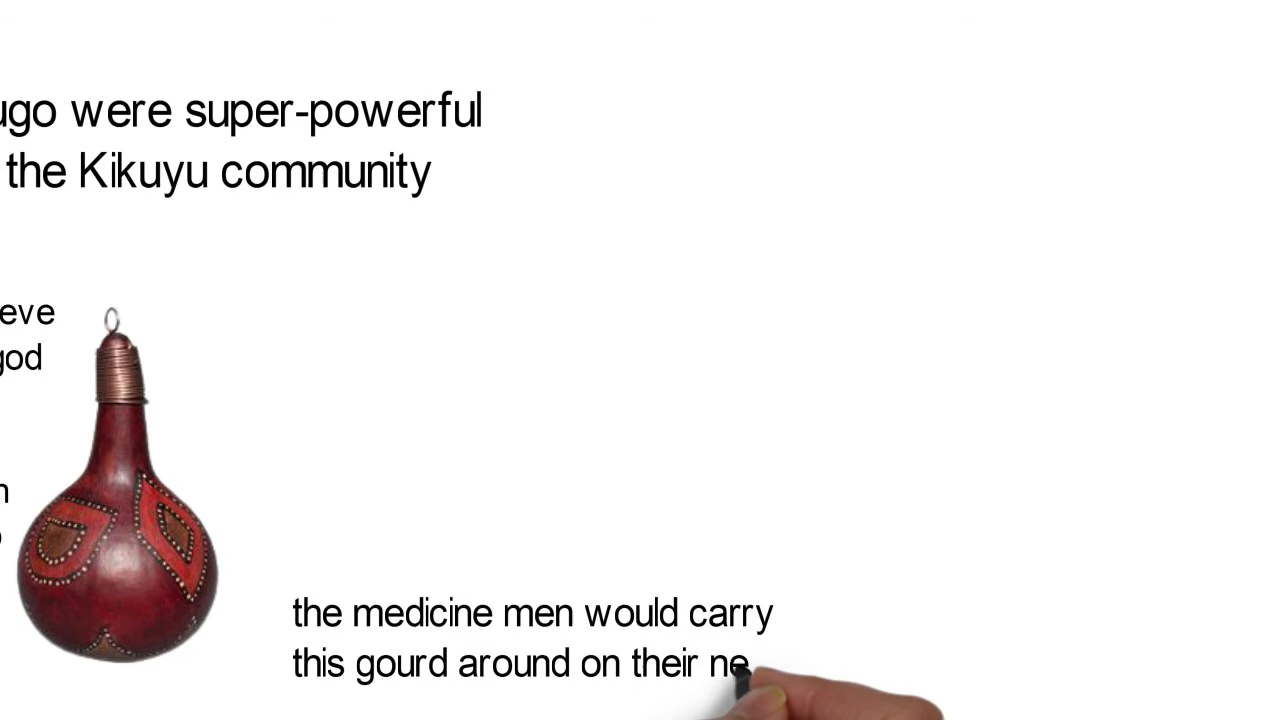 ugo were super-powerful
the Kikuyu community
eve
god
n
the medicine men would carry
this gourd around on their ne